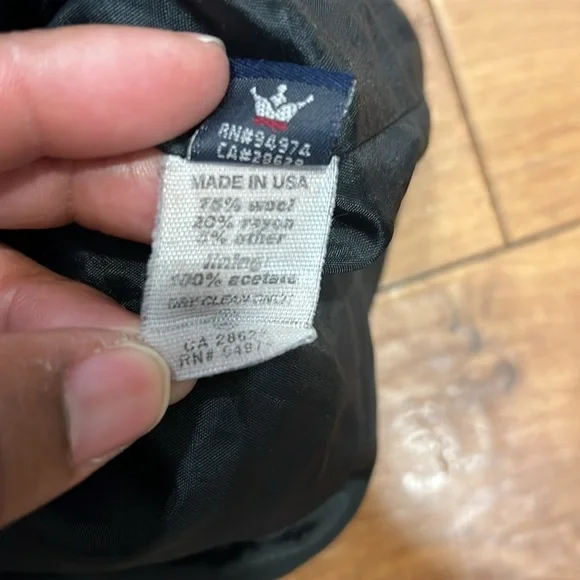 RN#94974
CA#28628
MADE IN USA
75% wool
20% rayon
5% other
lining:
100% acetate
DRY CLEAN ONLY
CA 28624
RN# 94974